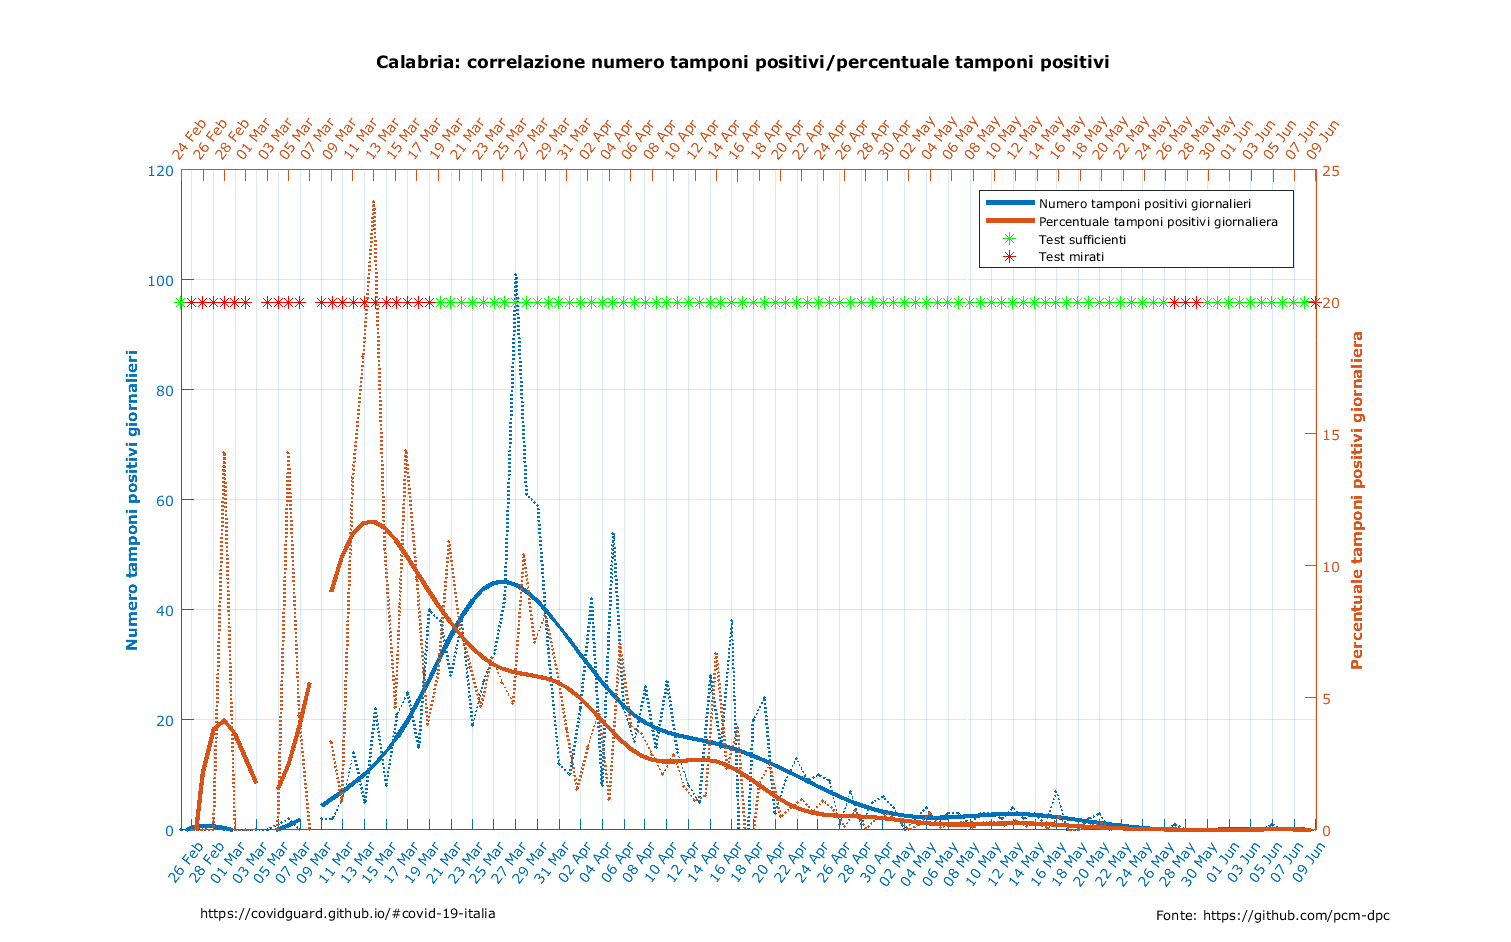 Calabria: correlazione numero tamponi positivi/percentuale tamponi positivi
24 Feb 26 Feb 28 Feb 01 Mar 03 Mar 05 Mar 07 Mar 09 Mar 11 Mar 13 Mar 15 Mar 17 Mar 19 Mar 21 Mar 23 Mar 25 Mar 27 Mar 29 Mar 31 Mar 02 Apr 04 Apr 06 Apr 08 Apr 10 Apr 12 Apr 14 Apr 16 Apr 18 Apr 20 Apr 22 Apr 24 Apr 26 Apr 28 Apr 30 Apr 02 May 04 May 06 May 08 May 10 May 12 May 14 May 16 May 18 May 20 May 22 May 24 May 26 May 28 May 30 May 01 Jun 03 Jun 05 Jun 07 Jun 09 Jun
120
100
80
60
40
20
0
Numero tamponi positivi giornalieri
Numero tamponi positivi giornalieri
Percentuale tamponi positivi giornaliera
Test sufficienti
Test mirati
25
20
15
10
5
0
Percentuale tamponi positivi giornaliera
26 Feb 28 Feb 01 Mar 03 Mar 05 Mar 07 Mar 09 Mar 11 Mar 13 Mar 15 Mar 17 Mar 19 Mar 21 Mar 23 Mar 25 Mar 27 Mar 29 Mar 31 Mar 02 Apr 04 Apr 06 Apr 08 Apr 10 Apr 12 Apr 14 Apr 16 Apr 18 Apr 20 Apr 22 Apr 24 Apr 26 Apr 28 Apr 30 Apr 02 May 04 May 06 May 08 May 10 May 12 May 14 May 16 May 18 May 20 May 22 May 24 May 26 May 28 May 30 May 01 Jun 03 Jun 05 Jun 07 Jun 09 Jun
https://covidguard.github.io/#covid-19-italia
Fonte: https://github.com/pcm-dpc